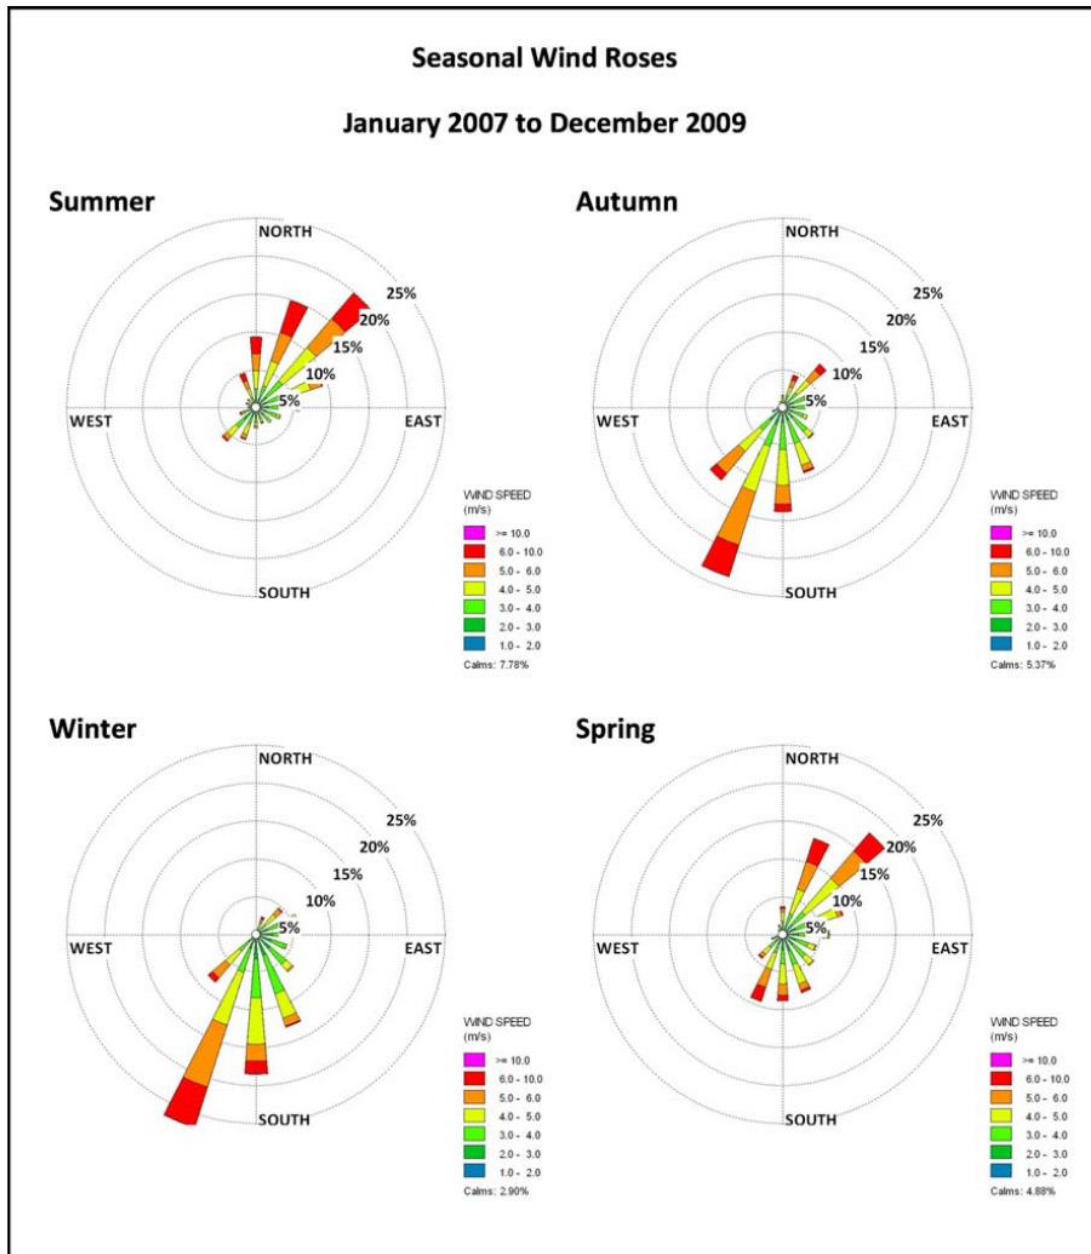 Seasonal Wind Roses
January 2007 to December 2009
Summer
NORTH
25%
20%
15%
10%
5%
WEST
EAST
SOUTH
WIND SPEED
(m/s)
>= 10.0
6.0 - 10.0
5.0 - 6.0
4.0 - 5.0
3.0 - 4.0
2.0 - 3.0
1.0 - 2.0
Calms: 7.78%
Autumn
NORTH
25%
20%
15%
10%
5%
WEST
EAST
SOUTH
WIND SPEED
(m/s)
>= 10.0
6.0 - 10.0
5.0 - 6.0
4.0 - 5.0
3.0 - 4.0
2.0 - 3.0
1.0 - 2.0
Calms: 5.37%
Winter
NORTH
25%
20%
15%
10%
5%
WEST
EAST
SOUTH
WIND SPEED
(m/s)
>= 10.0
6.0 - 10.0
5.0 - 6.0
4.0 - 5.0
3.0 - 4.0
2.0 - 3.0
1.0 - 2.0
Calms: 2.90%
Spring
NORTH
25%
20%
15%
10%
5%
WEST
EAST
SOUTH
WIND SPEED
(m/s)
>= 10.0
6.0 - 10.0
5.0 - 6.0
4.0 - 5.0
3.0 - 4.0
2.0 - 3.0
1.0 - 2.0
Calms: 4.88%